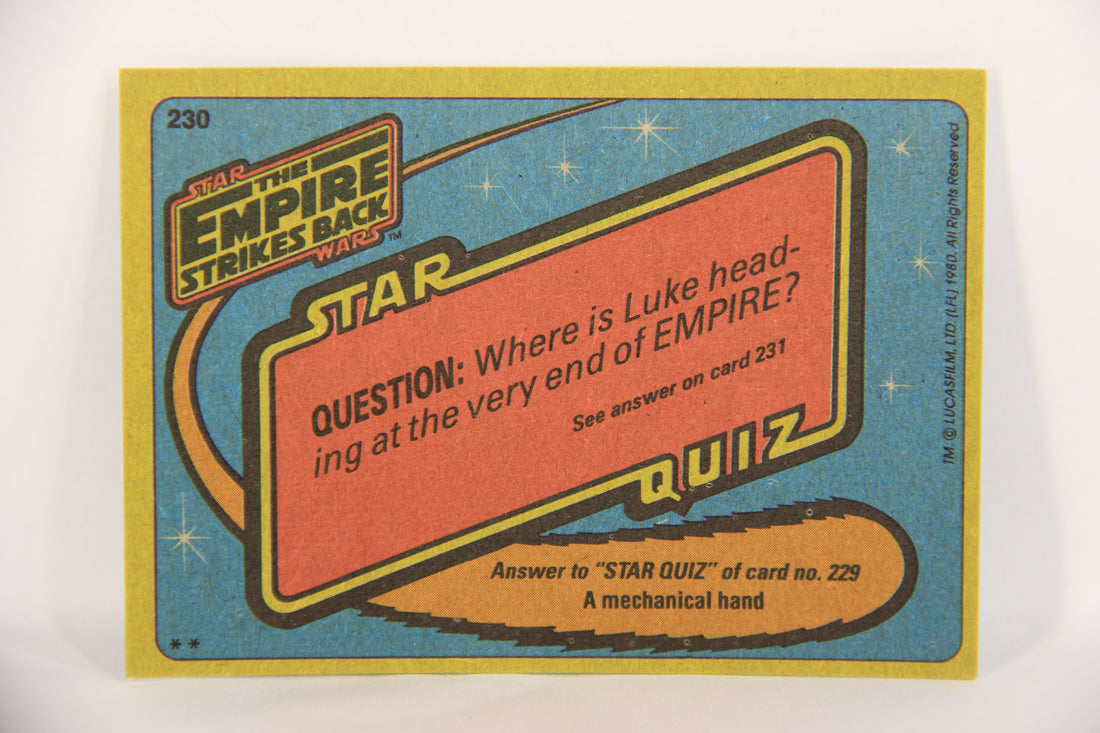 230
STAR
THE
EMPIRE
STRIKES BACK
WARS™
STAR
QUESTION: Where is Luke head-
ing at the very end of EMPIRE?
See answer on card 231
QUIZ
Answer to "STAR QUIZ" of card no. 229
A mechanical hand
**
TM: © LUCASFILM, LTD. (LFL) 1980. All Rights Reserved